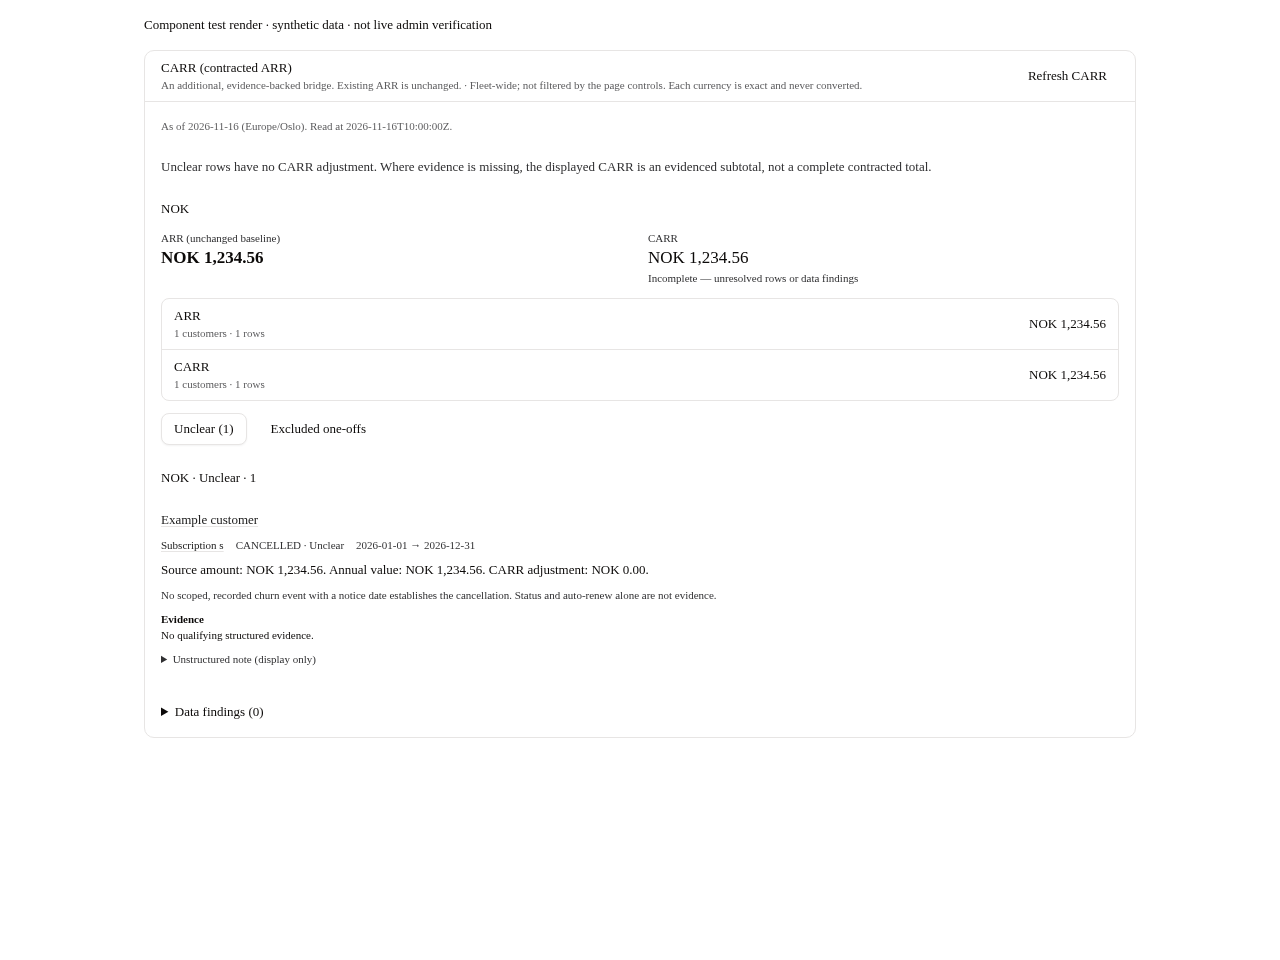 Component test render · synthetic data · not live admin verification
CARR (contracted ARR)
An additional, evidence-backed bridge. Existing ARR is unchanged. · Fleet-wide; not filtered by the page controls. Each currency is exact and never converted.
Refresh CARR
As of 2026-11-16 (Europe/Oslo). Read at 2026-11-16T10:00:00Z.
Unclear rows have no CARR adjustment. Where evidence is missing, the displayed CARR is an evidenced subtotal, not a complete contracted total.
NOK
ARR (unchanged baseline)
NOK 1,234.56
CARR
NOK 1,234.56
Incomplete — unresolved rows or data findings
ARR
1 customers · 1 rows
NOK 1,234.56
CARR
1 customers · 1 rows
NOK 1,234.56
Unclear (1)
Excluded one-offs
NOK · Unclear · 1
Example customer
Subscription s CANCELLED · Unclear 2026-01-01 → 2026-12-31
Source amount: NOK 1,234.56. Annual value: NOK 1,234.56. CARR adjustment: NOK 0.00.
No scoped, recorded churn event with a notice date establishes the cancellation. Status and auto-renew alone are not evidence.
Evidence
No qualifying structured evidence.
Unstructured note (display only)
Data findings (0)